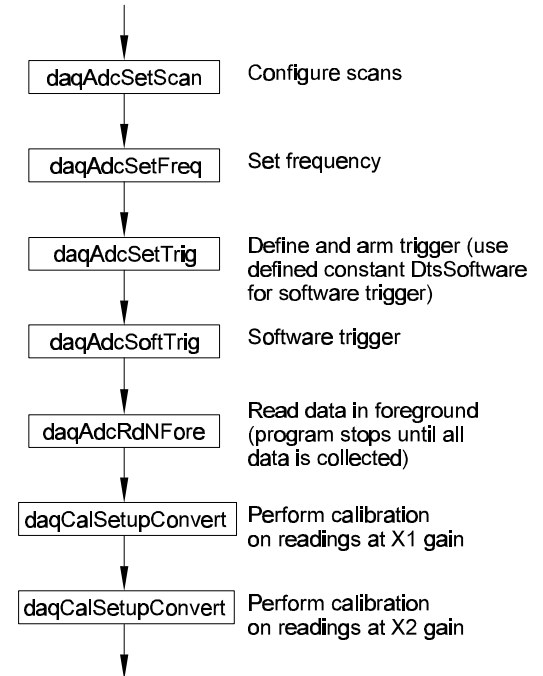 daqAdcSetScan
Configure scans
daqAdcSetFreq
Set frequency
daqAdcSetTrig
Define and arm trigger (use
defined constant DtsSoftware
for software trigger)
daqAdcSoftTrig
Software trigger
daqAdcRdNFore
Read data in foreground
(program stops until all
data is collected)
daqCalSetupConvert
Perform calibration
on readings at X1 gain
daqCalSetupConvert
Perform calibration
on readings at X2 gain